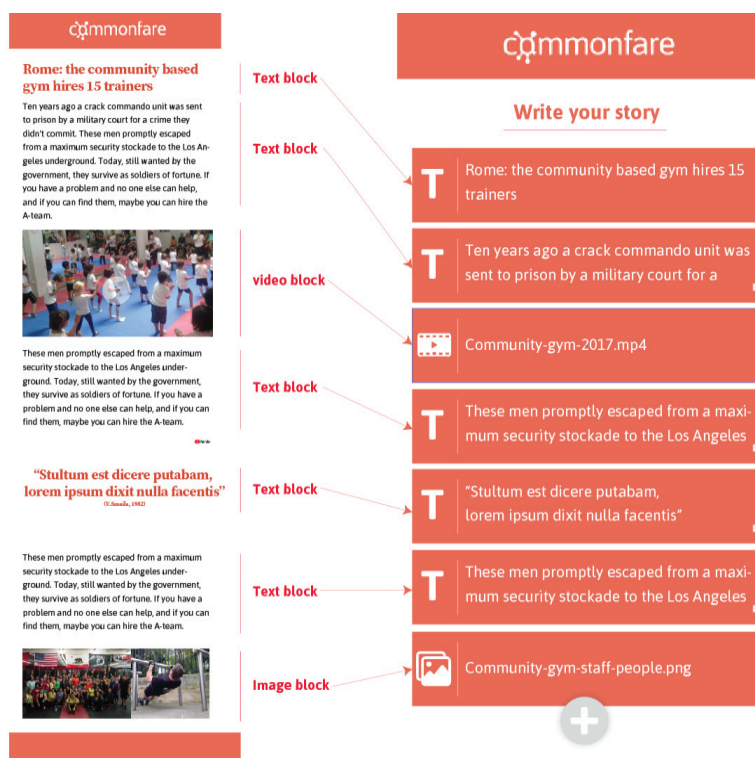 commonfare
Rome: the community based
gym hires 15 trainers
Ten years ago a crack commando unit was sent
to prison by a military court for a crime they
didn't commit. These men promptly escaped
from a maximum security stockade to the Los An-
geles underground. Today, still wanted by the
government, they survive as soldiers of fortune. If
you have a problem and no one else can help,
and if you can find them, maybe you can hire the
A-team.
These men promptly escaped from a maximum
security stockade to the Los Angeles under-
ground. Today, still wanted by the government,
they survive as soldiers of fortune. If you have a
problem and no one else can help, and if you can
find them, maybe you can hire the A-team.
“Stultum est dicere putabam,
lorem ipsum dixit nulla facentis”
These men promptly escaped from a maximum
security stockade to the Los Angeles under-
ground. Today, still wanted by the government,
they survive as soldiers of fortune. If you have a
problem and no one else can help, and if you can
find them, maybe you can hire the A-team.
Text block
Text block
video block
Text block
Text block
Text block
Image block
commonfare
Write your story
T
Rome: the community based gym hires 15
trainers
T
Ten years ago a crack commando unit was
sent to prison by a military court for a
Community-gym-2017.mp4
T
These men promptly escaped from a maxi-
mum security stockade to the Los Angeles
T
“Stultum est dicere putabam,
lorem ipsum dixit nulla facentis”
T
These men promptly escaped from a maxi-
mum security stockade to the Los Angeles
Community-gym-staff-people.png